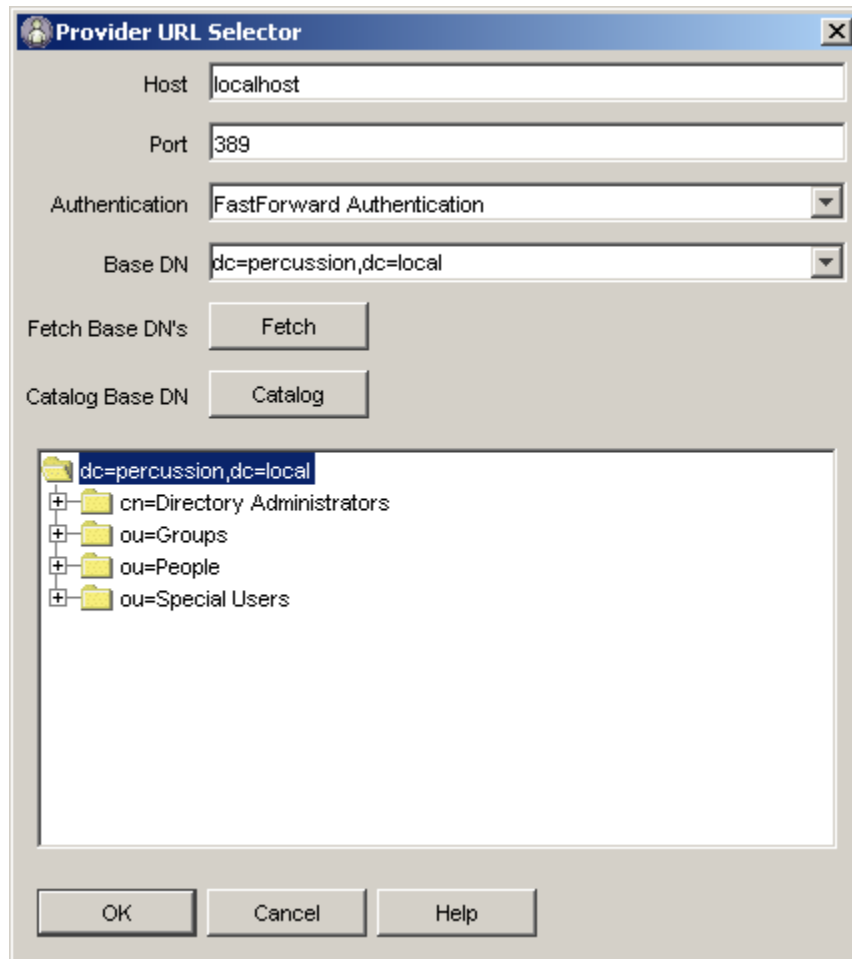 Provider URL Selector
Host localhost
Port 389
Authentication FastForward Authentication
Base DN dc=percussion,dc=local
Fetch Base DN's Fetch
Catalog Base DN Catalog
dc=percussion,dc=local
cn=Directory Administrators
ou=Groups
ou=People
ou=Special Users
OK Cancel Help